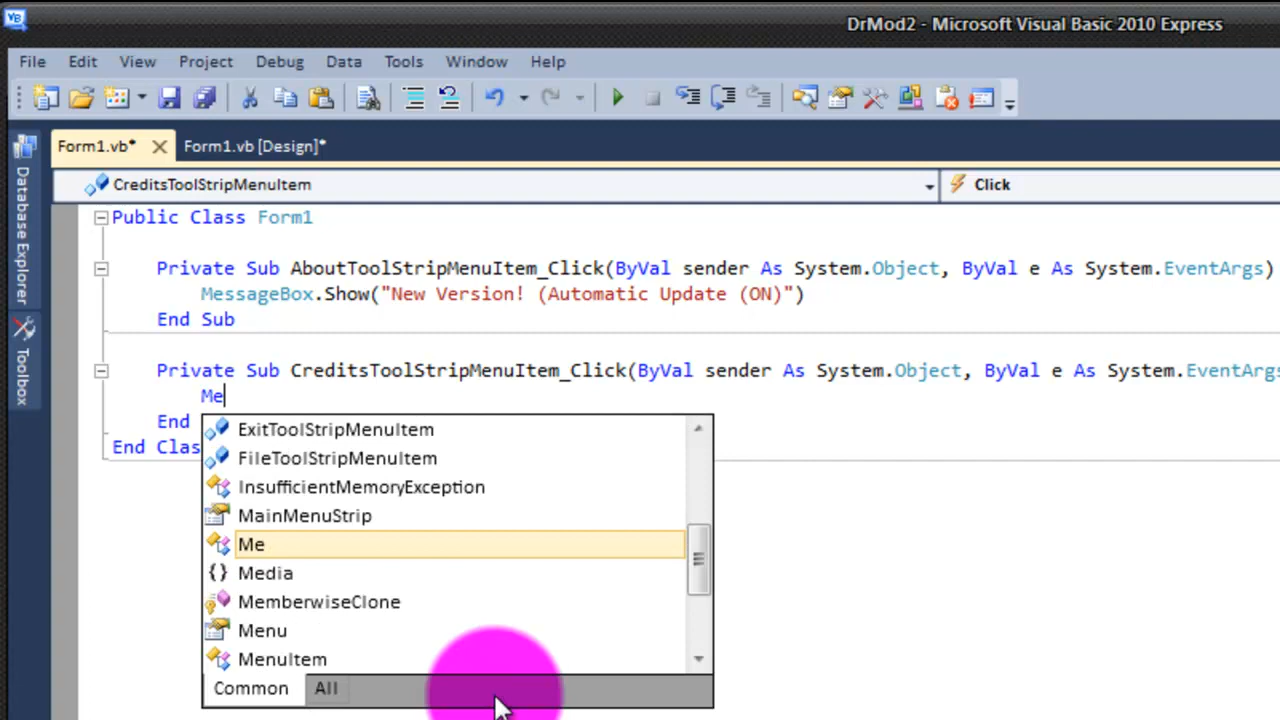 VB
DrMod2 - Microsoft Visual Basic 2010 Express
File Edit View Project Debug Data Tools Window Help
Form1.vb* Form1.vb [Design]*
Database Explorer
Toolbox
CreditsToolStripMenuItem Click
Public Class Form1
Private Sub AboutToolStripMenuItem_Click(ByVal sender As System.Object, ByVal e As System.EventArgs)
MessageBox.Show("New Version! (Automatic Update (ON)")
End Sub
Private Sub CreditsToolStripMenuItem_Click(ByVal sender As System.Object, ByVal e As System.EventArgs
Me
End
End Clas
ExitToolStripMenuItem
FileToolStripMenuItem
InsufficientMemoryException
MainMenuStrip
Me
{} Media
MemberwiseClone
Menu
MenuItem
Common All